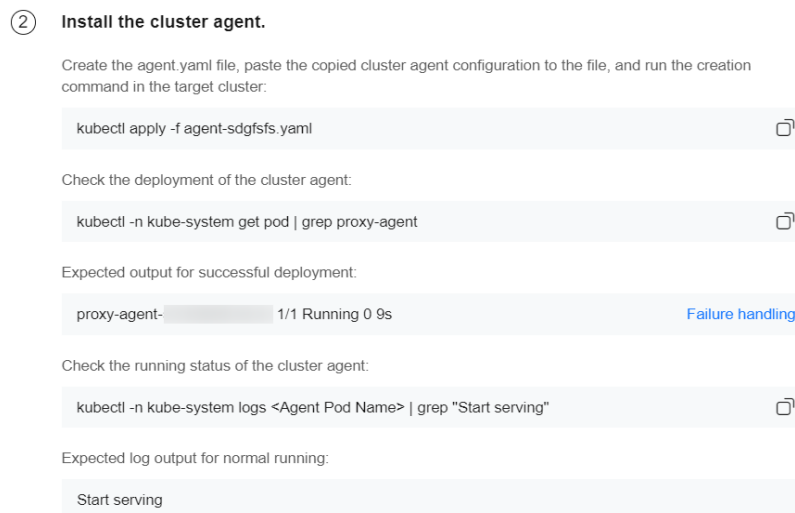 2 Install the cluster agent.
Create the agent.yaml file, paste the copied cluster agent configuration to the file, and run the creation
command in the target cluster:
kubectl apply -f agent-sdgfsfs.yaml
Check the deployment of the cluster agent:
kubectl -n kube-system get pod | grep proxy-agent
Expected output for successful deployment:
proxy-agent- 1/1 Running 0 9s Failure handling
Check the running status of the cluster agent:
kubectl -n kube-system logs <Agent Pod Name> | grep "Start serving"
Expected log output for normal running:
Start serving